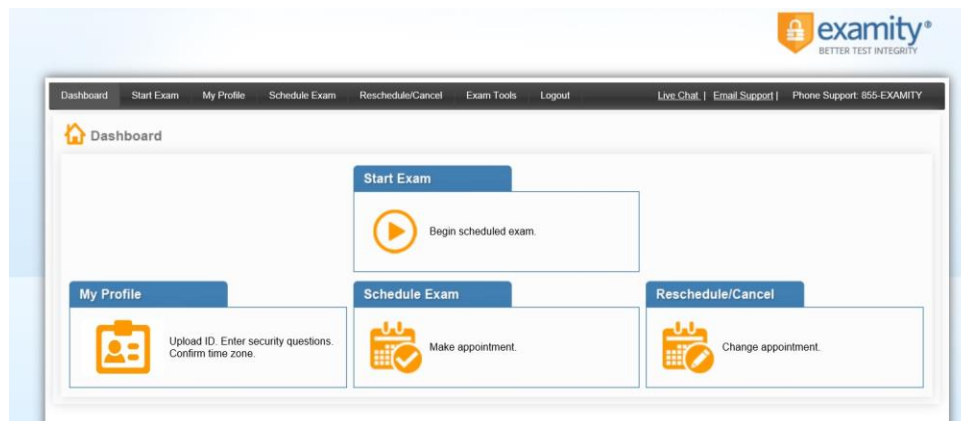 examity®
BETTER TEST INTEGRITY
Dashboard Start Exam My Profile Schedule Exam Reschedule/Cancel Exam Tools Logout Live Chat | Email Support | Phone Support: 855-EXAMITY
Dashboard
Start Exam
Begin scheduled exam.
My Profile
Upload ID. Enter security questions.
Confirm time zone.
Schedule Exam
Make appointment.
Reschedule/Cancel
Change appointment.